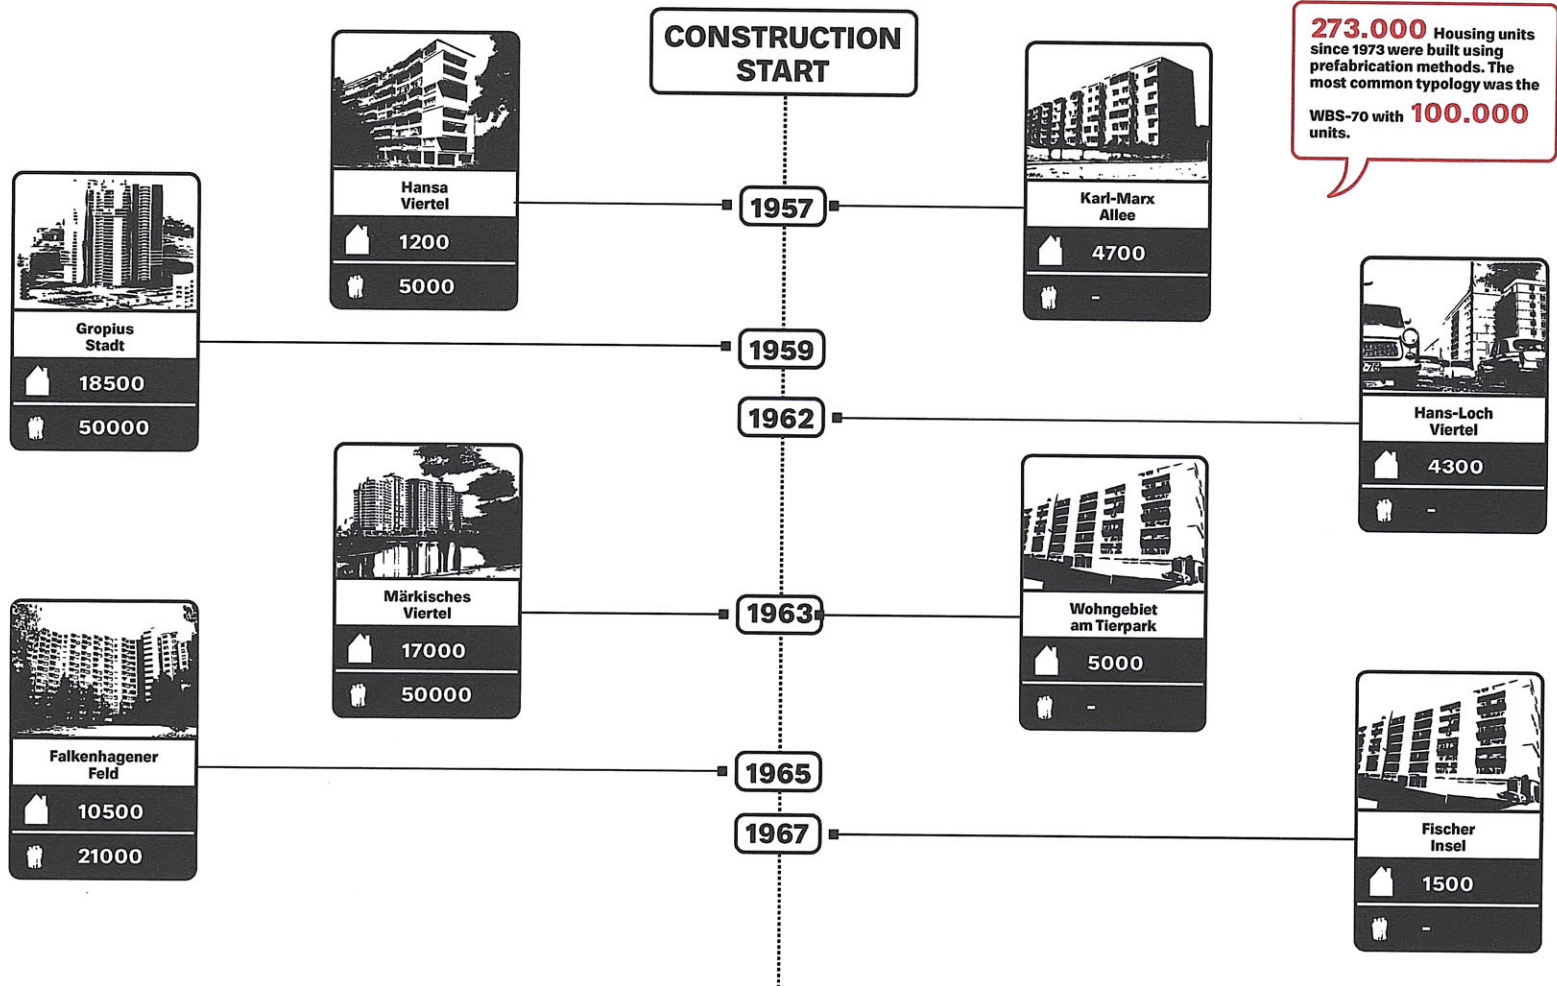 CONSTRUCTION
START
273.000 Housing units
since 1973 were built using
prefabrication methods. The
most common typology was the
WBS-70 with 100.000
units.
Hansa
Viertel
1200
5000
1957
Karl-Marx
Allee
4700
-
Gropius
Stadt
18500
50000
1959
1962
Hans-Loch
Viertel
4300
-
Märkisches
Viertel
17000
50000
1963
Wohngebiet
am Tierpark
5000
-
Falkenhagener
Feld
10500
21000
1965
1967
Fischer
Insel
1500
-